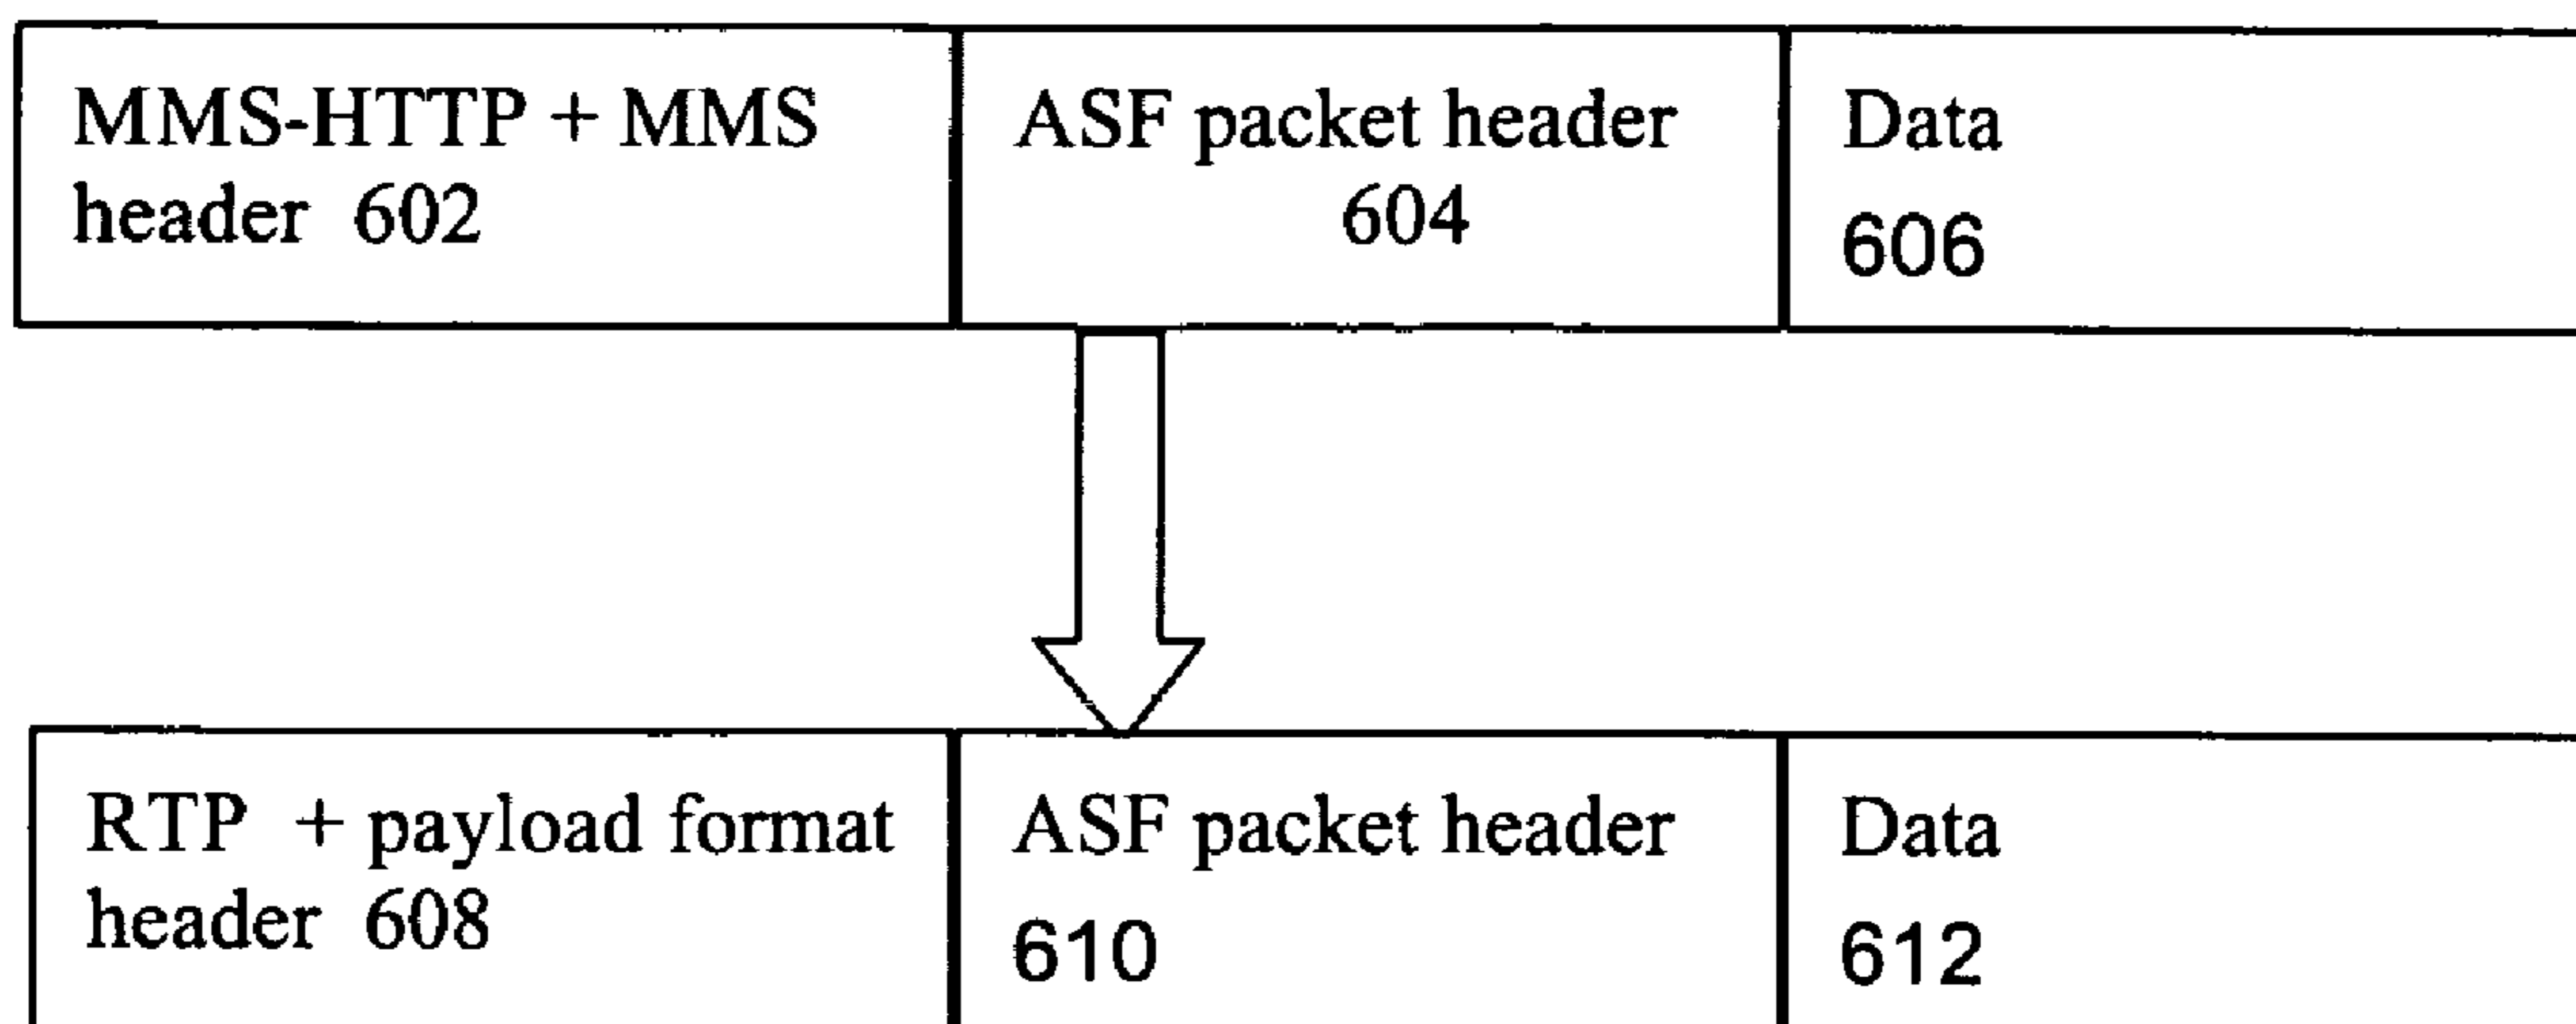 MMS-HTTP + MMS
header 602
ASF packet header
604
Data
606
RTP + payload format
header 608
ASF packet header
610
Data
612